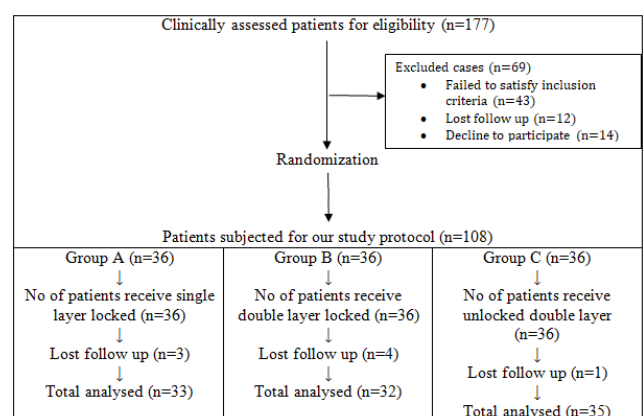 Clinically assessed patients for eligibility (n=177)
Excluded cases (n=69)
• Failed to satisfy inclusion
criteria (n=43)
• Lost follow up (n=12)
• Decline to participate (n=14)
Randomization
Patients subjected for our study protocol (n=108)
Group A (n=36)
↓
No of patients receive single
layer locked (n=36)
↓
Lost follow up (n=3)
↓
Total analysed (n=33)
Group B (n=36)
↓
No of patients receive
double layer locked (n=36)
↓
Lost follow up (n=4)
↓
Total analysed (n=32)
Group C (n=36)
↓
No of patients receive
unlocked double layer
(n=36)
↓
Lost follow up (n=1)
↓
Total analysed (n=35)